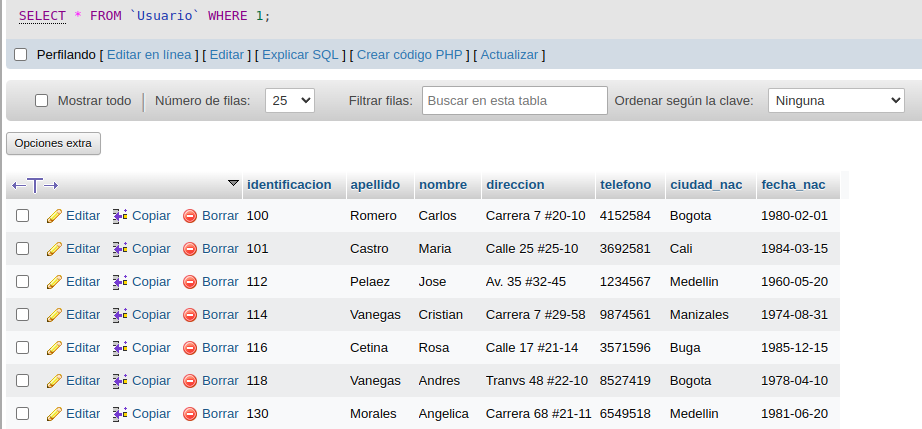 SELECT * FROM `Usuario` WHERE 1;
Perfilando [ Editar en línea ] [ Editar ] [ Explicar SQL ] [ Crear código PHP ] [ Actualizar ]
Mostrar todo Número de filas: 25 Filtrar filas: Buscar en esta tabla Ordenar según la clave: Ninguna
Opciones extra
←T→ identificacion apellido nombre direccion telefono ciudad_nac fecha_nac
Editar Copiar Borrar 100 Romero Carlos Carrera 7 #20-10 4152584 Bogota 1980-02-01
Editar Copiar Borrar 101 Castro Maria Calle 25 #25-10 3692581 Cali 1984-03-15
Editar Copiar Borrar 112 Pelaez Jose Av. 35 #32-45 1234567 Medellin 1960-05-20
Editar Copiar Borrar 114 Vanegas Cristian Carrera 7 #29-58 9874561 Manizales 1974-08-31
Editar Copiar Borrar 116 Cetina Rosa Calle 17 #21-14 3571596 Buga 1985-12-15
Editar Copiar Borrar 118 Vanegas Andres Tranvs 48 #22-10 8527419 Bogota 1978-04-10
Editar Copiar Borrar 130 Morales Angelica Carrera 68 #21-11 6549518 Medellin 1981-06-20